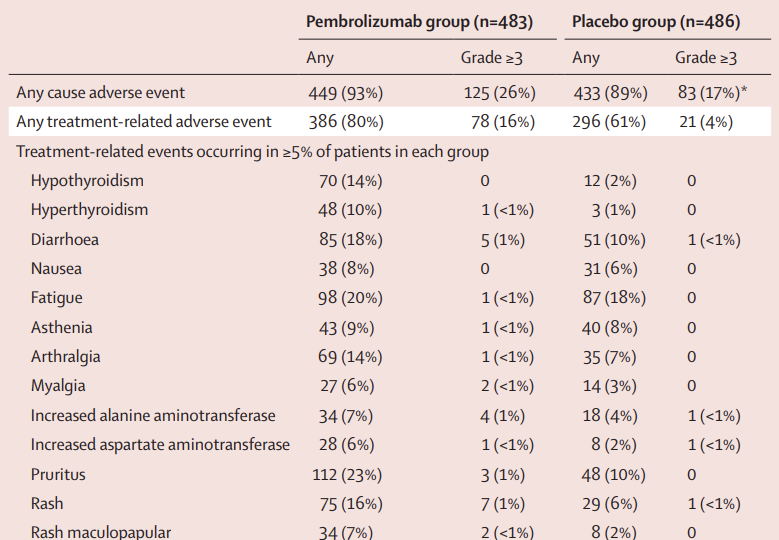 Pembrolizumab group (n=483) Placebo group (n=486)
Any Grade ≥3 Any Grade ≥3
Any cause adverse event 449 (93%) 125 (26%) 433 (89%) 83 (17%)*
Any treatment-related adverse event 386 (80%) 78 (16%) 296 (61%) 21 (4%)
Treatment-related events occurring in ≥5% of patients in each group
Hypothyroidism 70 (14%) 0 12 (2%) 0
Hyperthyroidism 48 (10%) 1 (<1%) 3 (1%) 0
Diarrhoea 85 (18%) 5 (1%) 51 (10%) 1 (<1%)
Nausea 38 (8%) 0 31 (6%) 0
Fatigue 98 (20%) 1 (<1%) 87 (18%) 0
Asthenia 43 (9%) 1 (<1%) 40 (8%) 0
Arthralgia 69 (14%) 1 (<1%) 35 (7%) 0
Myalgia 27 (6%) 2 (<1%) 14 (3%) 0
Increased alanine aminotransferase 34 (7%) 4 (1%) 18 (4%) 1 (<1%)
Increased aspartate aminotransferase 28 (6%) 1 (<1%) 8 (2%) 1 (<1%)
Pruritus 112 (23%) 3 (1%) 48 (10%) 0
Rash 75 (16%) 7 (1%) 29 (6%) 1 (<1%)
Rash maculopapular 34 (7%) 2 (<1%) 8 (2%) 0